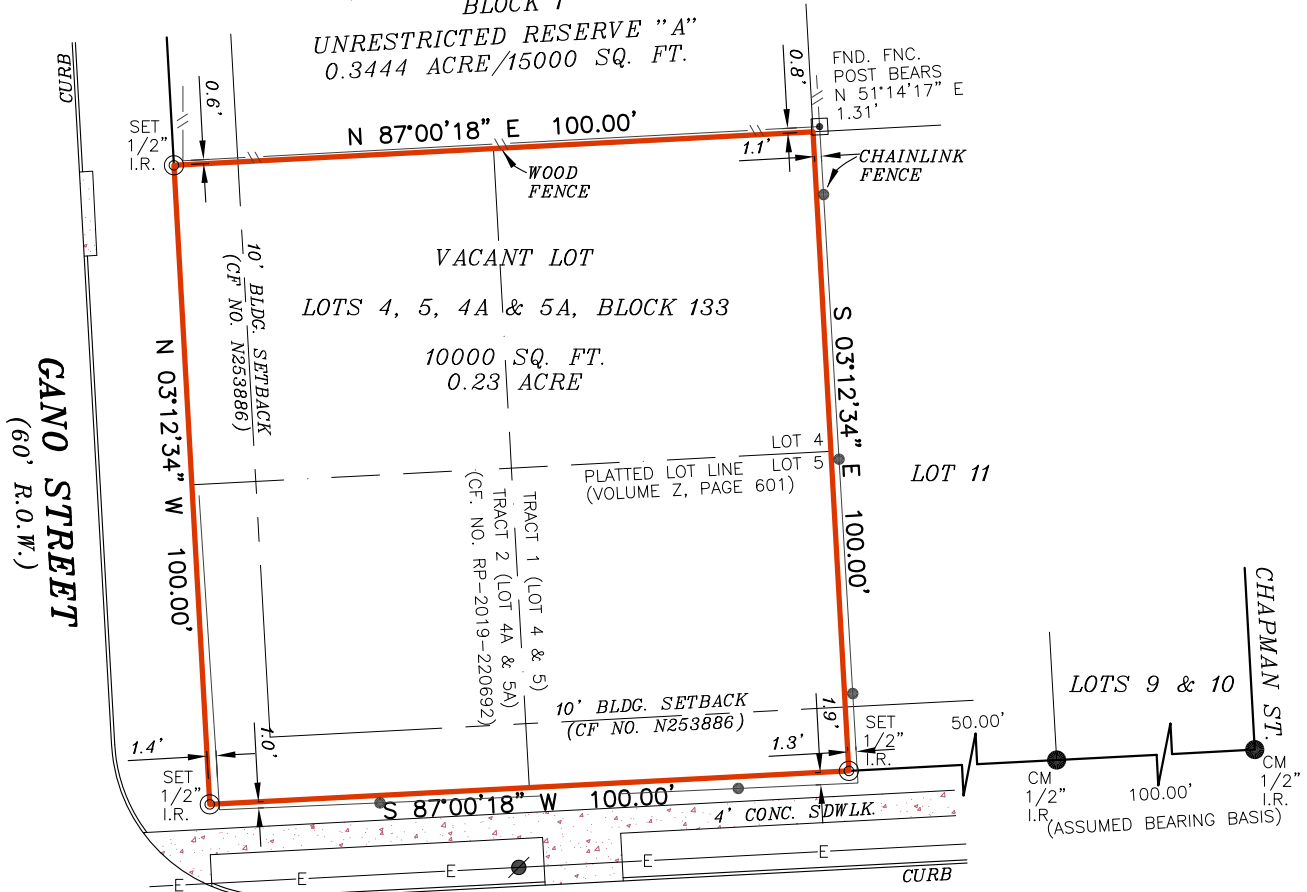 BLOCK
UNRESTRICTED RESERVE "A"
0.3444 ACRE/15000 SQ. FT.
CURB
0.6'
0.8'
FND. FNC.
POST BEARS
N 51°14'17" E
1.31'
SET
1/2"
I.R.
N 87°00'18" E 100.00'
1.1'
CHAINLINK
FENCE
WOOD
FENCE
10' BLDG. SETBACK
(CF NO. N253886)
VACANT LOT
LOTS 4, 5, 4A & 5A, BLOCK 133
10000 SQ. FT.
0.23 ACRE
N 03°12'34" W 100.00'
S 03°12'34" E 100.00'
GANO STREET
(60' R.O.W.)
LOT 4
PLATTED LOT LINE LOT 5
(VOLUME Z, PAGE 601)
LOT 11
TRACT 1 (LOT 4 & 5)
TRACT 2 (LOT 4A & 5A)
(CF. NO. RP-2019-220692)
CHAPMAN ST.
LOTS 9 & 10
10' BLDG. SETBACK
(CF NO. N253886)
1.9'
SET
1/2"
I.R.
50.00'
1.4'
1.0'
1.3'
SET
1/2"
I.R.
CM
1/2"
I.R.
100.00'
CM
1/2"
I.R.
(ASSUMED BEARING BASIS)
S 87°00'18" W 100.00'
4' CONC. SDWLK.
E
E
E
E
E
CURB